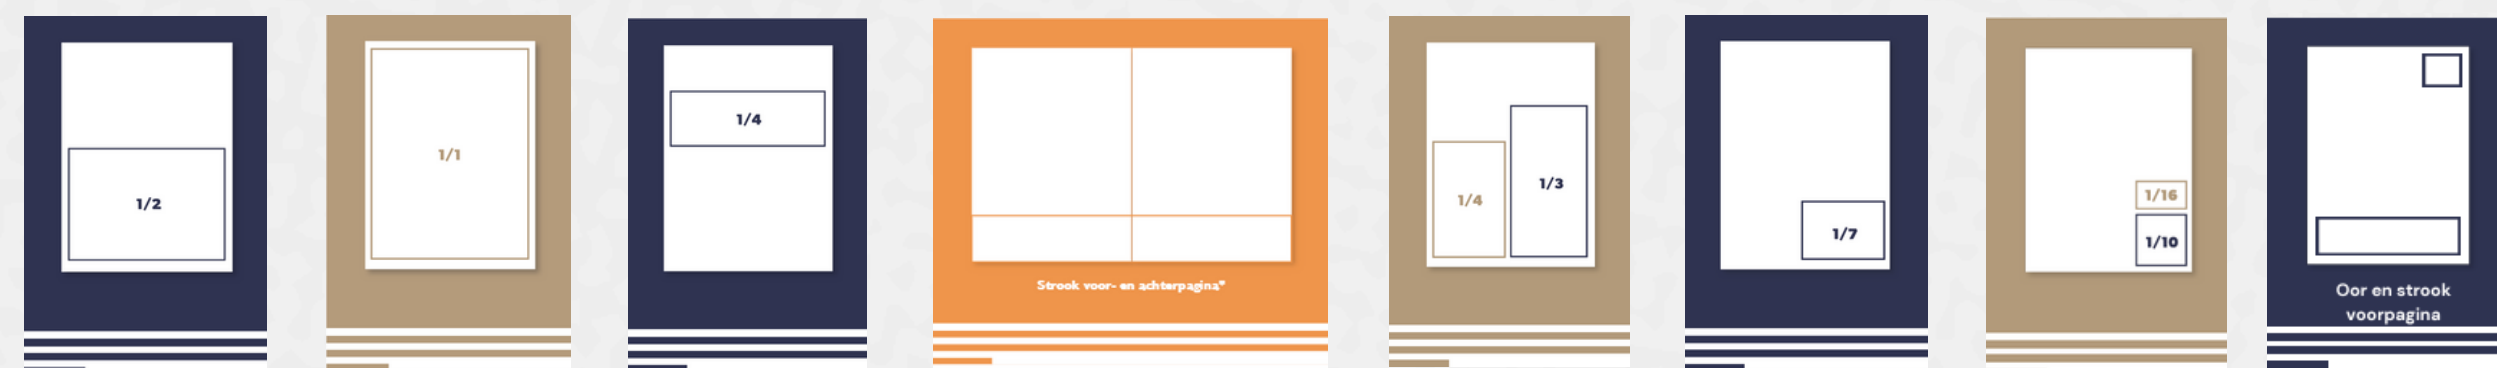 1/2
1/1
1/4
Strook voor- en achterpagina*
1/4
1/3
1/7
1/16
1/10
Oor en strook
voorpagina